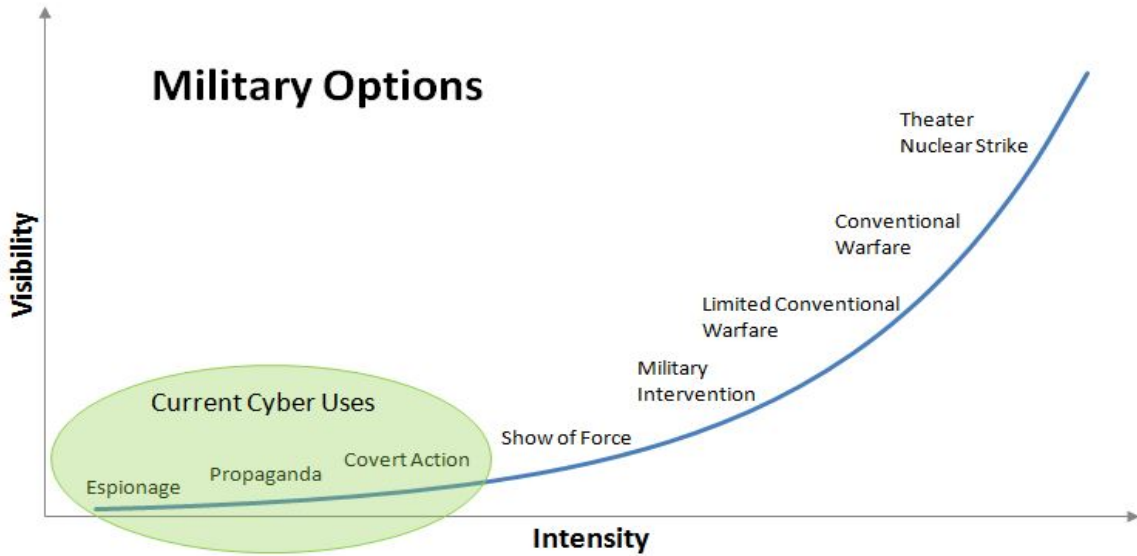 Military Options
Theater
Nuclear Strike
Conventional
Warfare
Limited Conventional
Warfare
Military
Intervention
Show of Force
Current Cyber Uses
Covert Action
Propaganda
Espionage
Visibility
Intensity